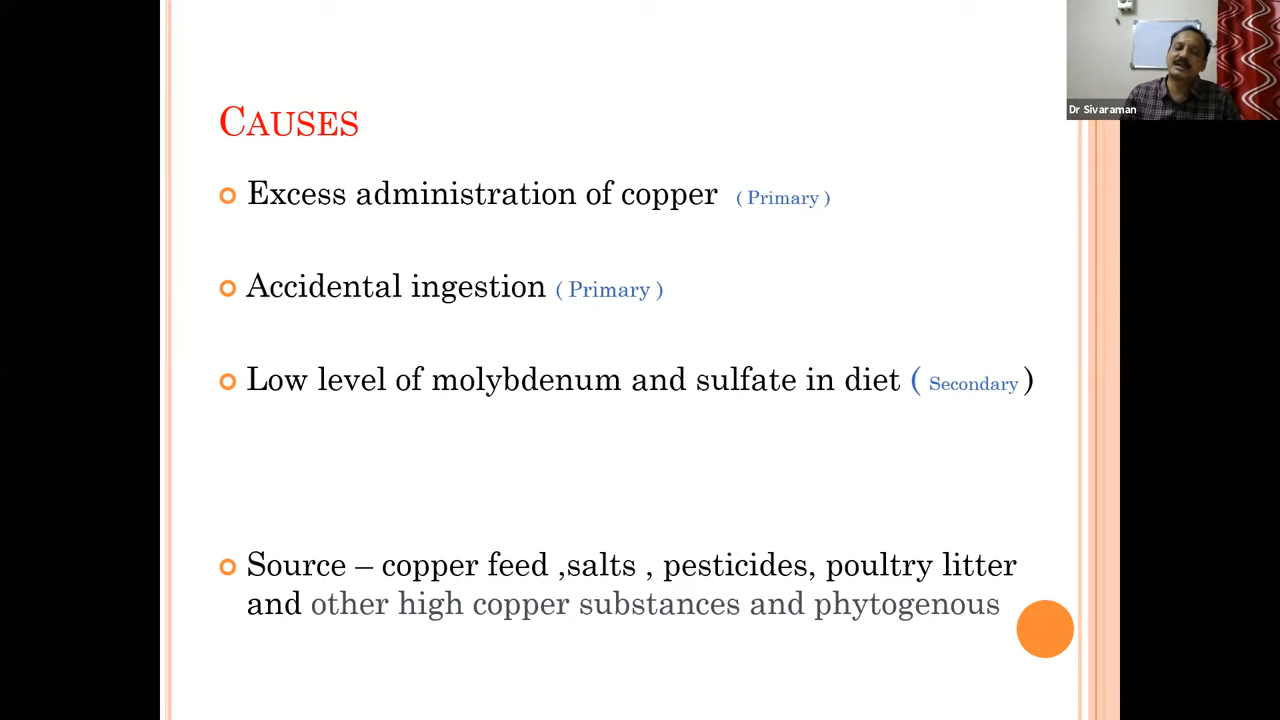 Dr Sivaraman
CAUSES
Excess administration of copper ( Primary )
Accidental ingestion ( Primary )
Low level of molybdenum and sulfate in diet ( Secondary )
Source – copper feed ,salts , pesticides, poultry litter
and other high copper substances and phytogenous